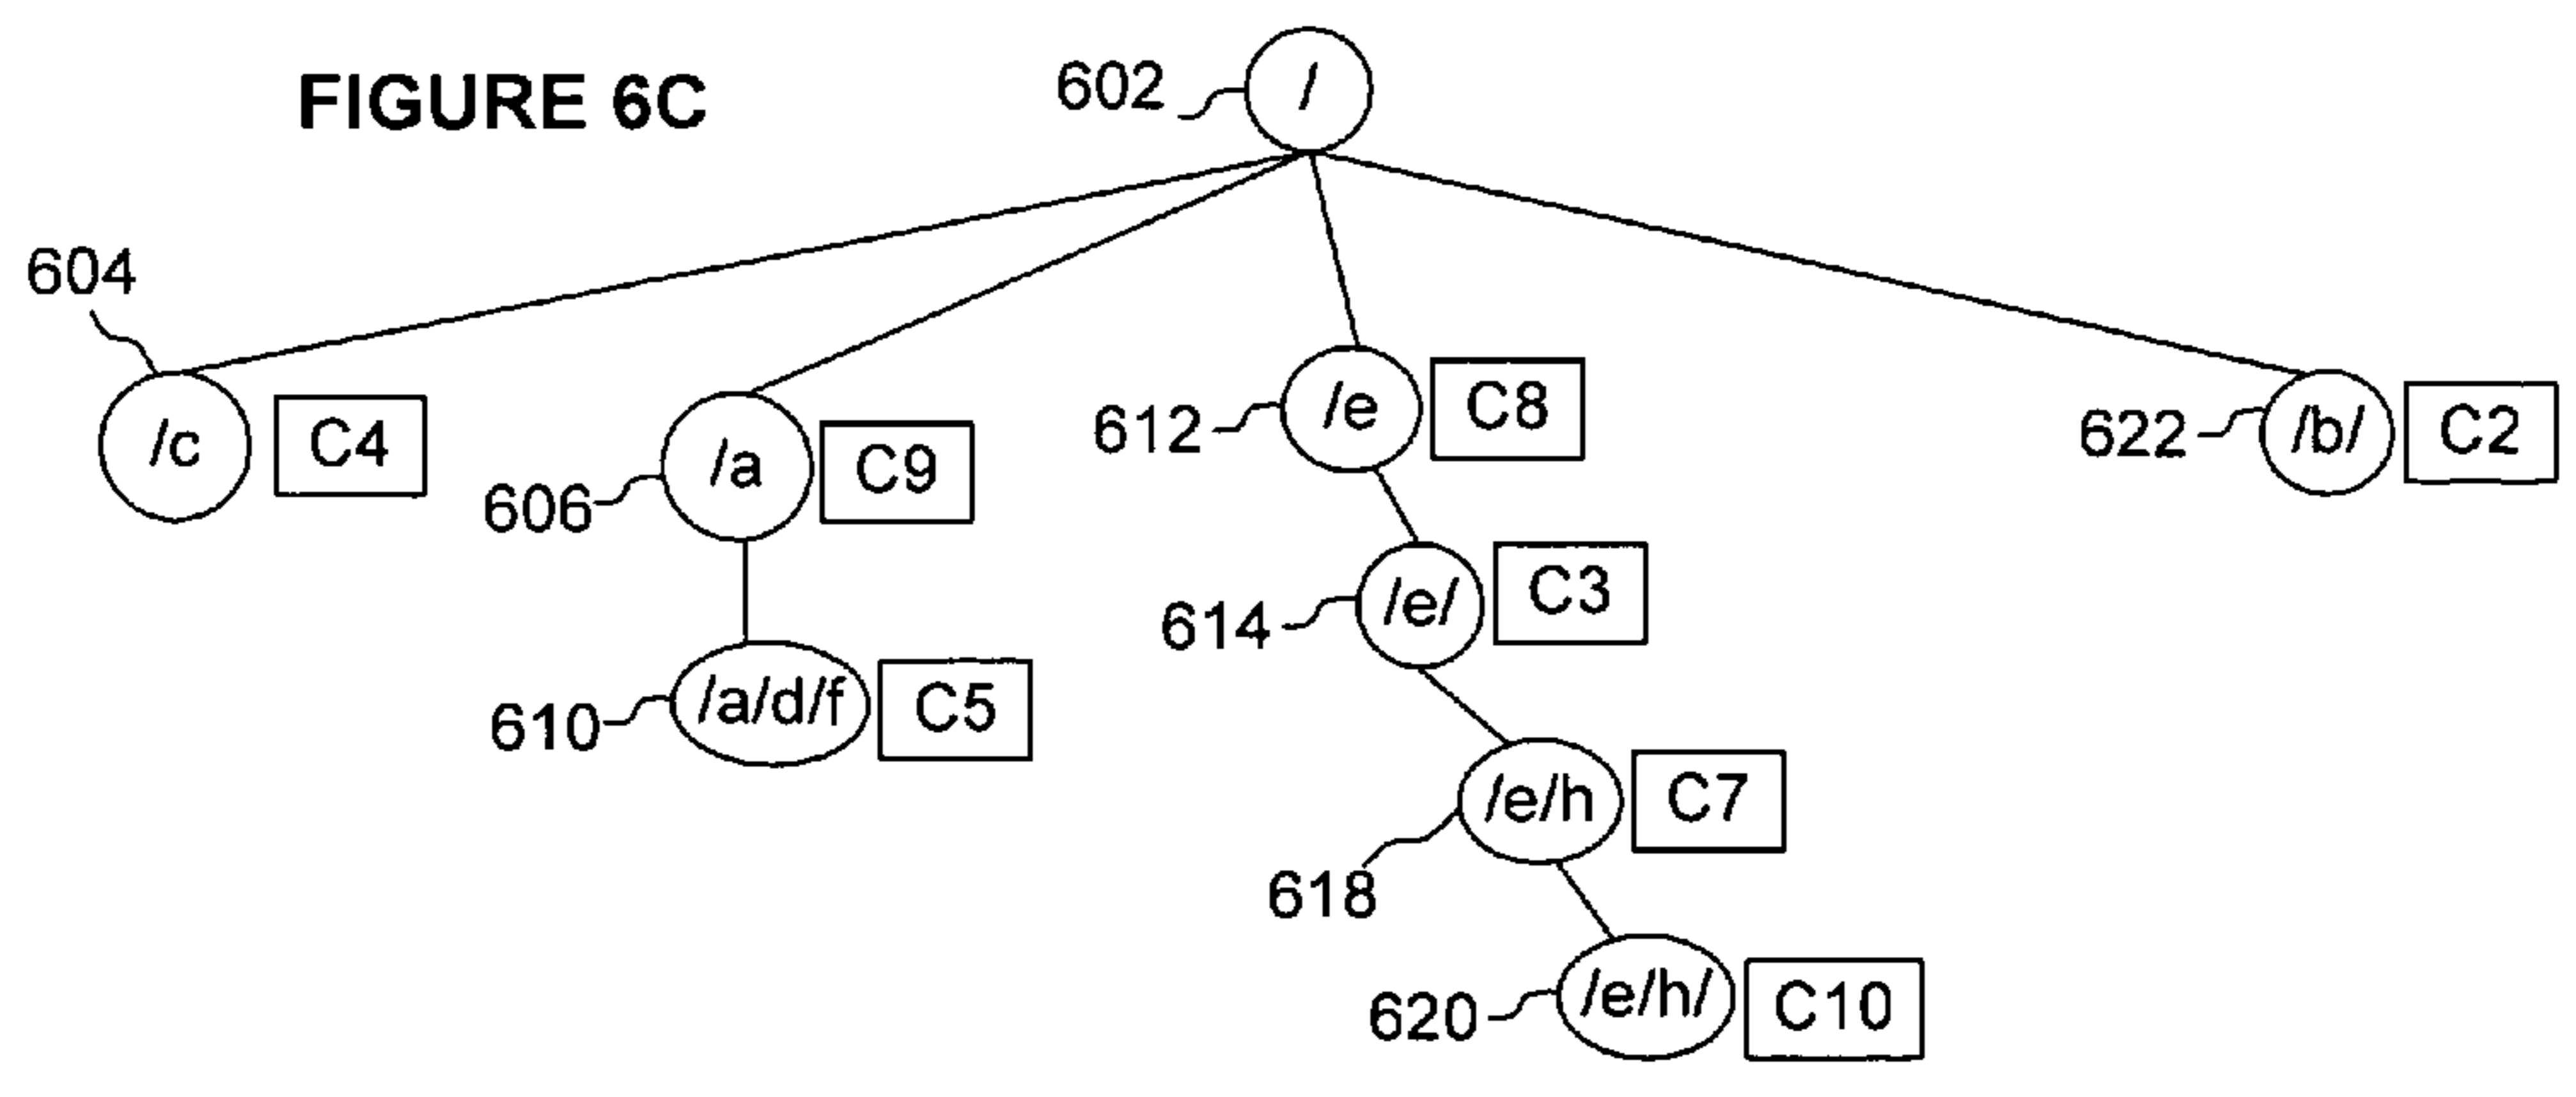 FIGURE 6C
602 /
604
/c C4
606 /a C9
612 /e C8
622 /b/ C2
614 /e/ C3
610 /a/d/f C5
618 /e/h C7
620 /e/h/ C10